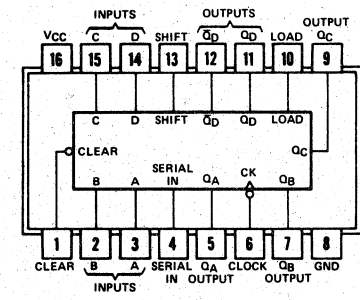 INPUTS OUTPUTS OUTPUT
VCC C D SHIFT Q̅D QD LOAD QC
16 15 14 13 12 11 10 9
C D SHIFT Q̅D QD LOAD
CLEAR QC
SERIAL
IN
B A QA CK QB
1 2 3 4 5 6 7 8
CLEAR B A SERIAL QA CLOCK QB GND
INPUTS IN OUTPUT OUTPUT